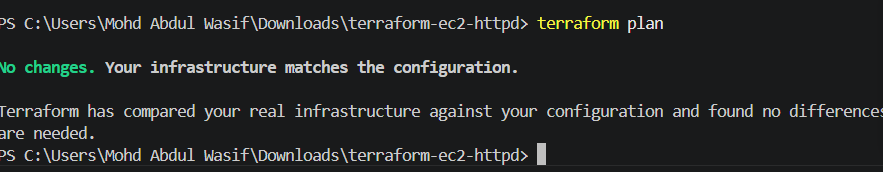 PS C:\Users\Mohd Abdul Wasif\Downloads\terraform-ec2-httpd> terraform plan
No changes. Your infrastructure matches the configuration.
Terraform has compared your real infrastructure against your configuration and found no differences
are needed.
PS C:\Users\Mohd Abdul Wasif\Downloads\terraform-ec2-httpd>